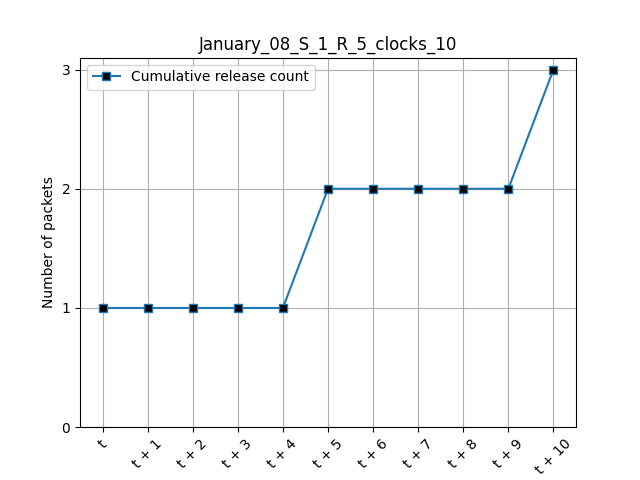 January_08_S_1_R_5_clocks_10
Cumulative release count
Number of packets
3
2
1
0
t
t + 1
t + 2
t + 3
t + 4
t + 5
t + 6
t + 7
t + 8
t + 9
t + 10